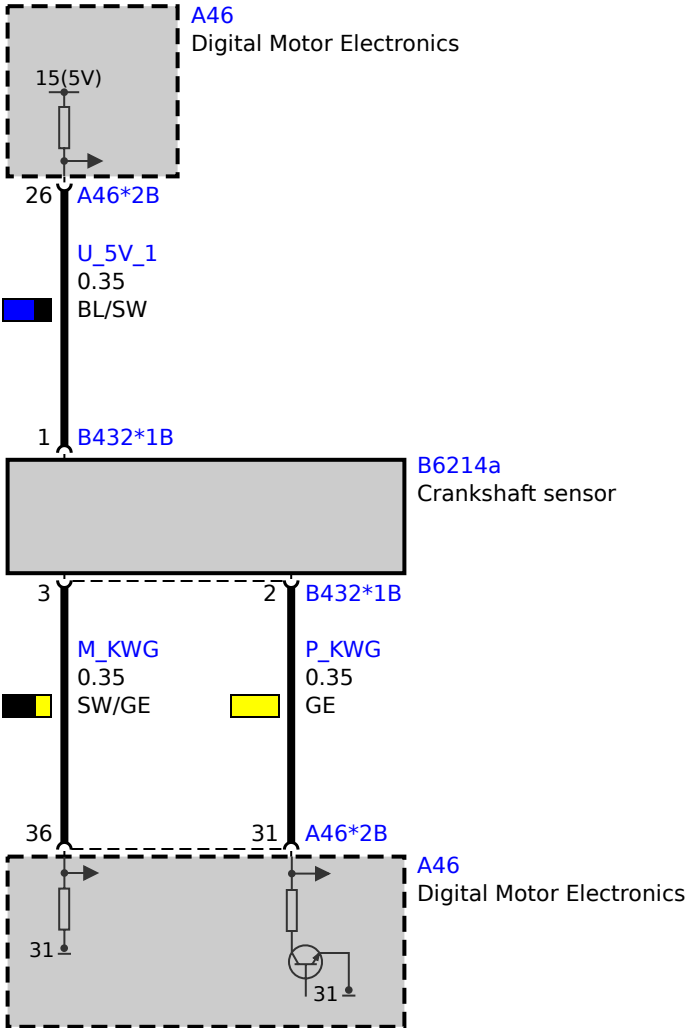 A46
Digital Motor Electronics
15(5V)
26 A46*2B
U_5V_1
0.35
BL/SW
1 B432*1B
B6214a
Crankshaft sensor
3 2 B432*1B
M_KWG P_KWG
0.35 0.35
SW/GE GE
36 31 A46*2B
A46
Digital Motor Electronics
31
31